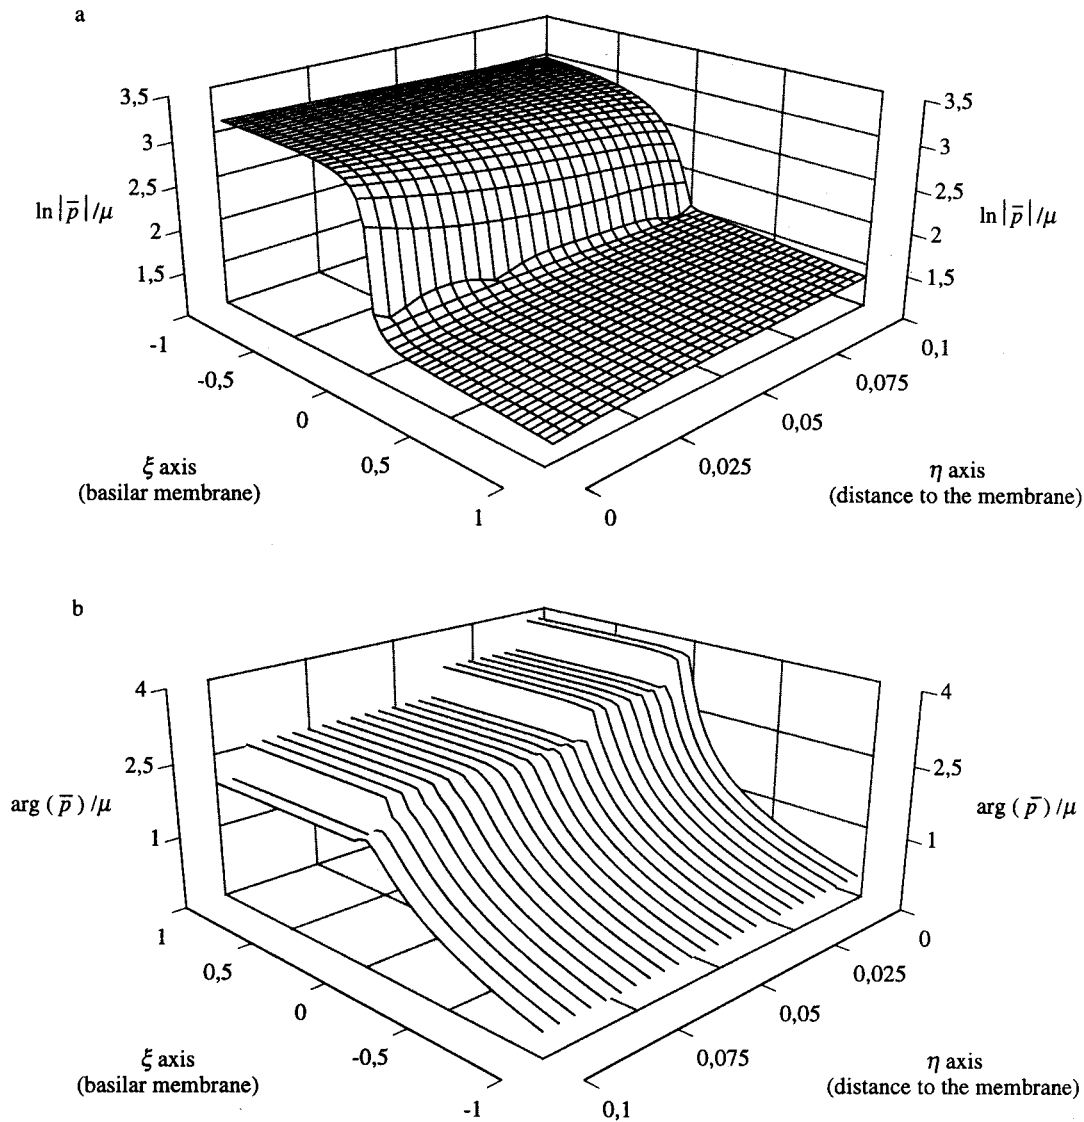 a
3,5
3
2,5
2
1,5
ln|p̅|/μ
3,5
3
2,5
2
1,5
ln|p̅|/μ
-1
-0,5
0
0,5
1
ξ axis
(basilar membrane)
0
0,025
0,05
0,075
0,1
η axis
(distance to the membrane)
b
4
2,5
1
arg (p̅)/μ
4
2,5
1
arg (p̅)/μ
1
0,5
0
-0,5
-1
ξ axis
(basilar membrane)
0,1
0,075
0,05
0,025
0
η axis
(distance to the membrane)